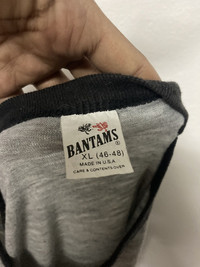 BANTAMS®
XL (46-48)
MADE IN U.S.A.
CARE & CONTENTS OVER